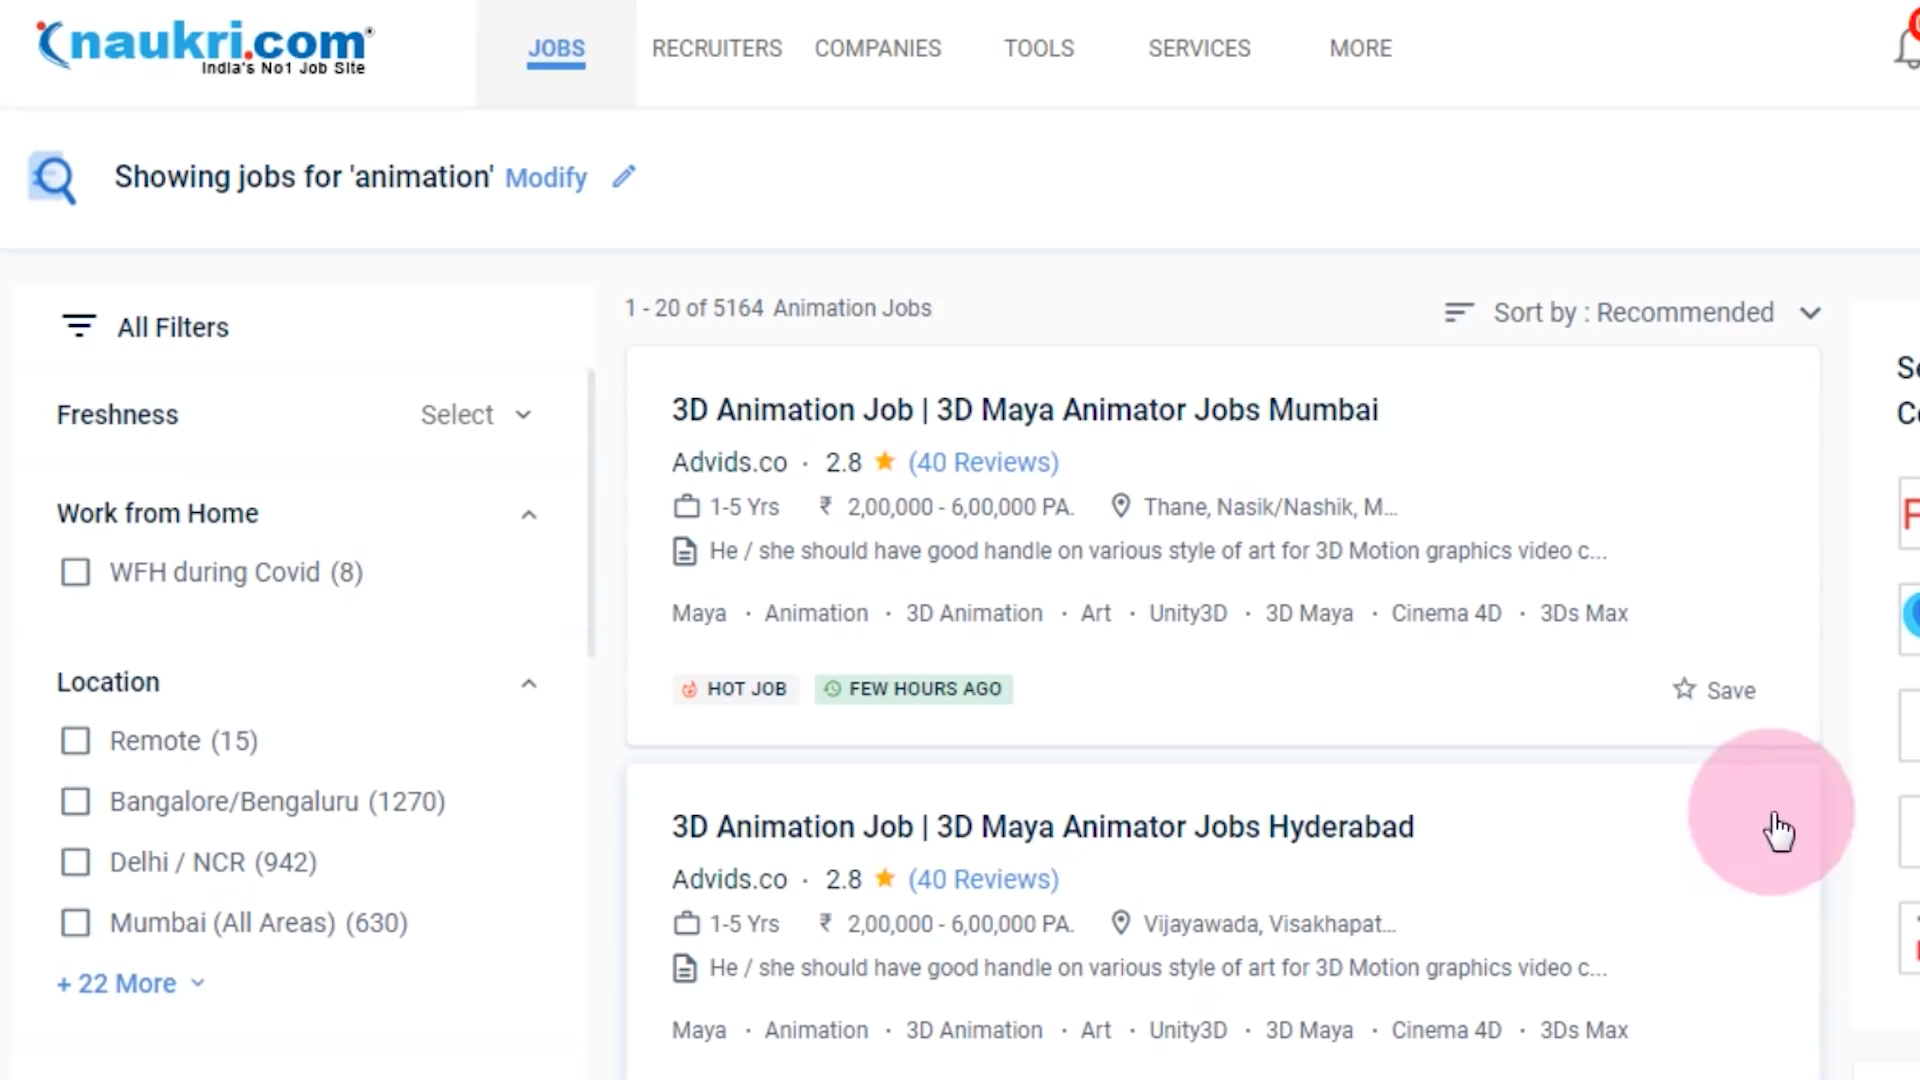 naukri.com
India's No1 Job Site
JOBS
RECRUITERS
COMPANIES
TOOLS
SERVICES
MORE
Showing jobs for 'animation' Modify
All Filters
Freshness
Select
Work from Home
WFH during Covid (8)
Location
Remote (15)
Bangalore/Bengaluru (1270)
Delhi / NCR (942)
Mumbai (All Areas) (630)
+ 22 More
1 - 20 of 5164 Animation Jobs
Sort by : Recommended
3D Animation Job | 3D Maya Animator Jobs Mumbai
Advids.co · 2.8 ★ (40 Reviews)
1-5 Yrs ₹ 2,00,000 - 6,00,000 PA. Thane, Nasik/Nashik, M...
He / she should have good handle on various style of art for 3D Motion graphics video c...
Maya · Animation · 3D Animation · Art · Unity3D · 3D Maya · Cinema 4D · 3Ds Max
HOT JOB
FEW HOURS AGO
Save
3D Animation Job | 3D Maya Animator Jobs Hyderabad
Advids.co · 2.8 ★ (40 Reviews)
1-5 Yrs ₹ 2,00,000 - 6,00,000 PA. Vijayawada, Visakhapat...
He / she should have good handle on various style of art for 3D Motion graphics video c...
Maya · Animation · 3D Animation · Art · Unity3D · 3D Maya · Cinema 4D · 3Ds Max